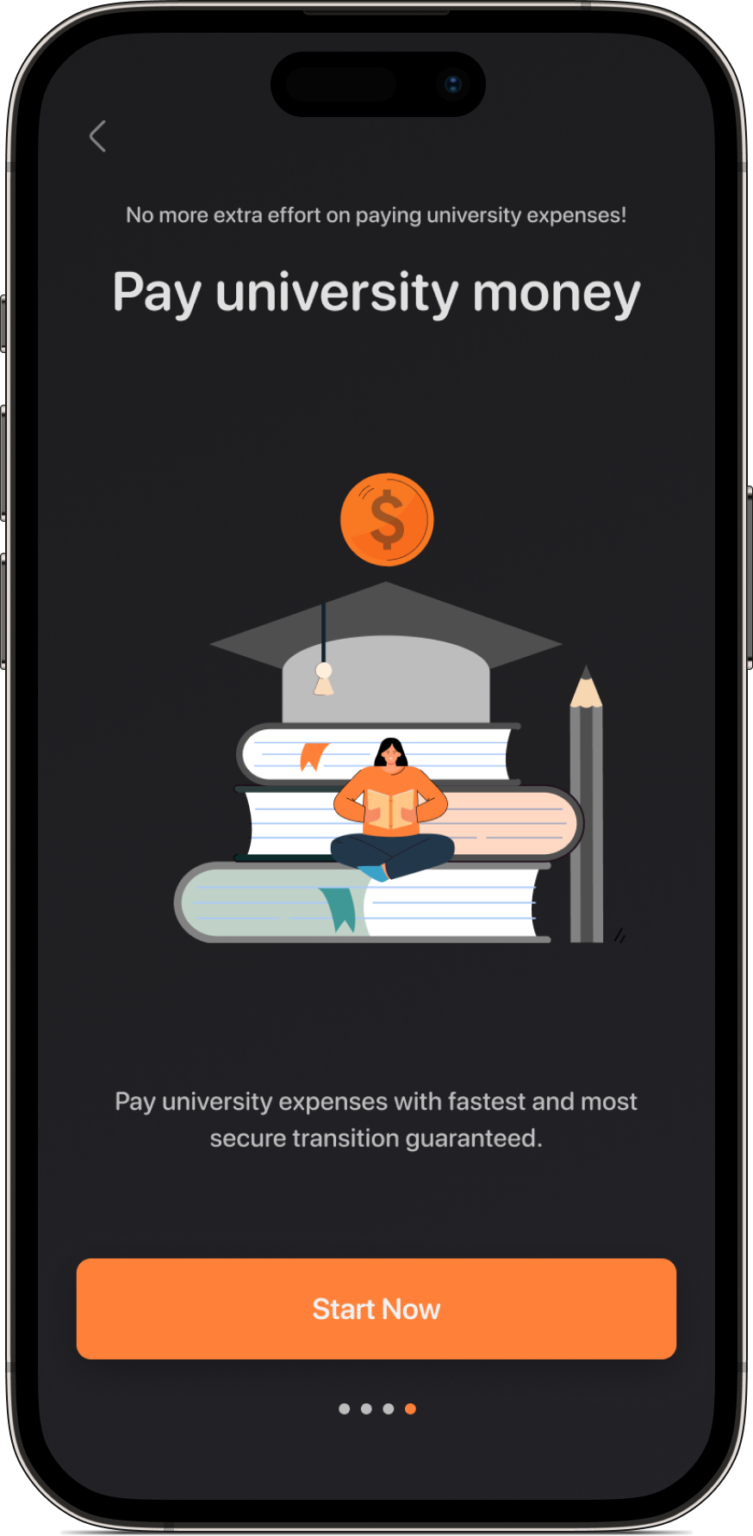 No more extra effort on paying university expenses!
Pay university money
$
Pay university expenses with fastest and most
secure transition guaranteed.
Start Now